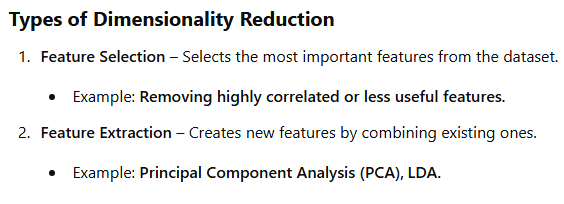 Types of Dimensionality Reduction
1. Feature Selection – Selects the most important features from the dataset.
• Example: Removing highly correlated or less useful features.
2. Feature Extraction – Creates new features by combining existing ones.
• Example: Principal Component Analysis (PCA), LDA.